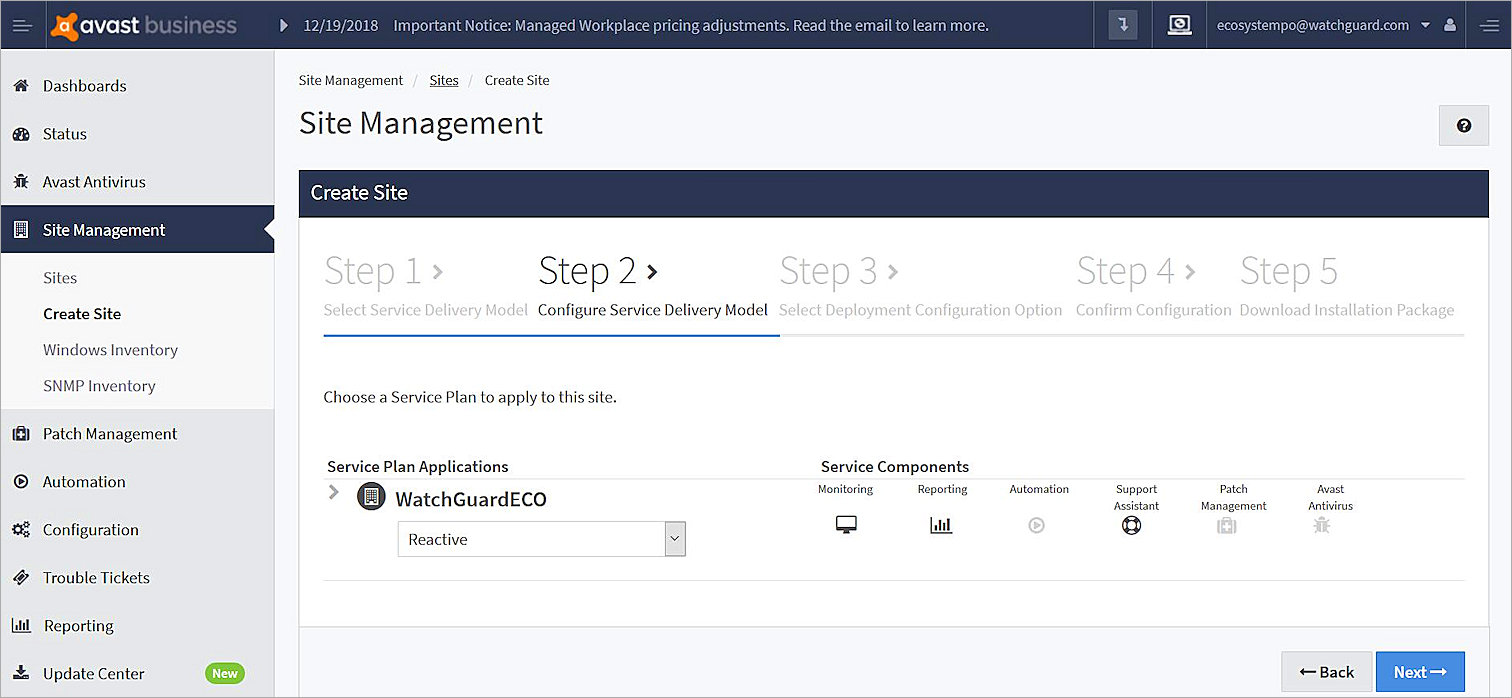 avast business
12/19/2018 Important Notice: Managed Workplace pricing adjustments. Read the email to learn more.
ecosystempo@watchguard.com
Dashboards
Status
Avast Antivirus
Site Management
Sites
Create Site
Windows Inventory
SNMP Inventory
Patch Management
Automation
Configuration
Trouble Tickets
Reporting
Update Center New
Site Management / Sites / Create Site
Site Management
Create Site
Step 1 Step 2 Step 3 Step 4 Step 5
Select Service Delivery Model Configure Service Delivery Model Select Deployment Configuration Option Confirm Configuration Download Installation Package
Choose a Service Plan to apply to this site.
Service Plan Applications Service Components
WatchGuardECO
Reactive
Monitoring Reporting Automation Support Patch Avast
Assistant Management Antivirus
Back Next